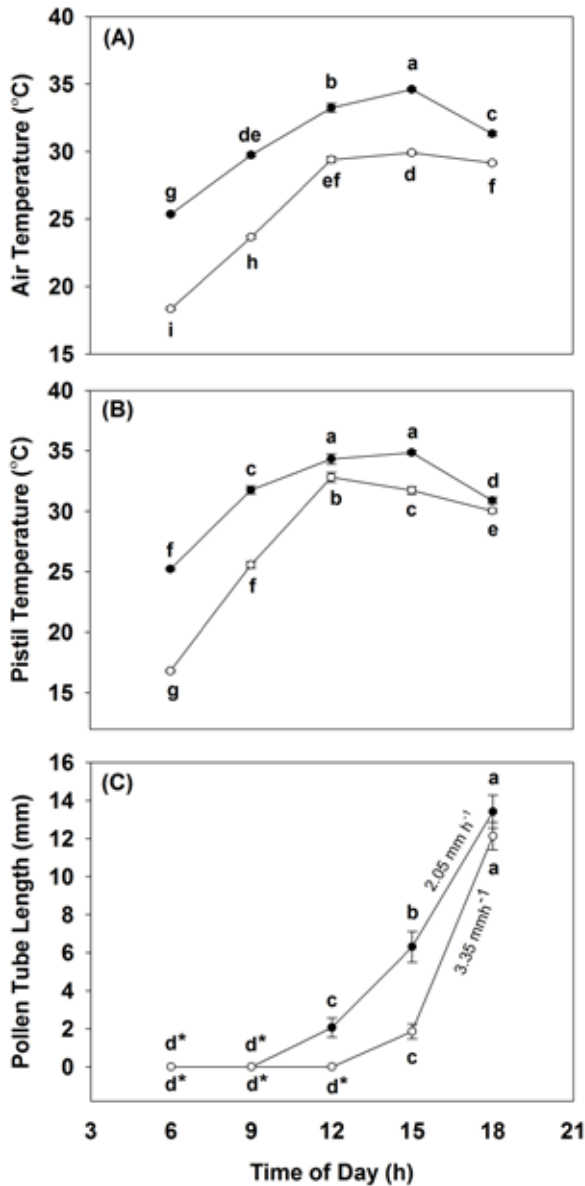 40
(A)
a
35
b
c
de
30
d
ef
f
g
25
h
20
i
15
Air Temperature (°C)
40
(B)
a
a
35
c
d
b
c
30
e
f
25
f
20
g
15
Pistil Temperature (°C)
16
(C)
a
14
2.05 mm h⁻¹
12
a
10
3.35 mmh⁻¹
8
b
6
4
c
2
d* d*
c
0
d* d* d*
Pollen Tube Length (mm)
3 6 9 12 15 18 21
Time of Day (h)